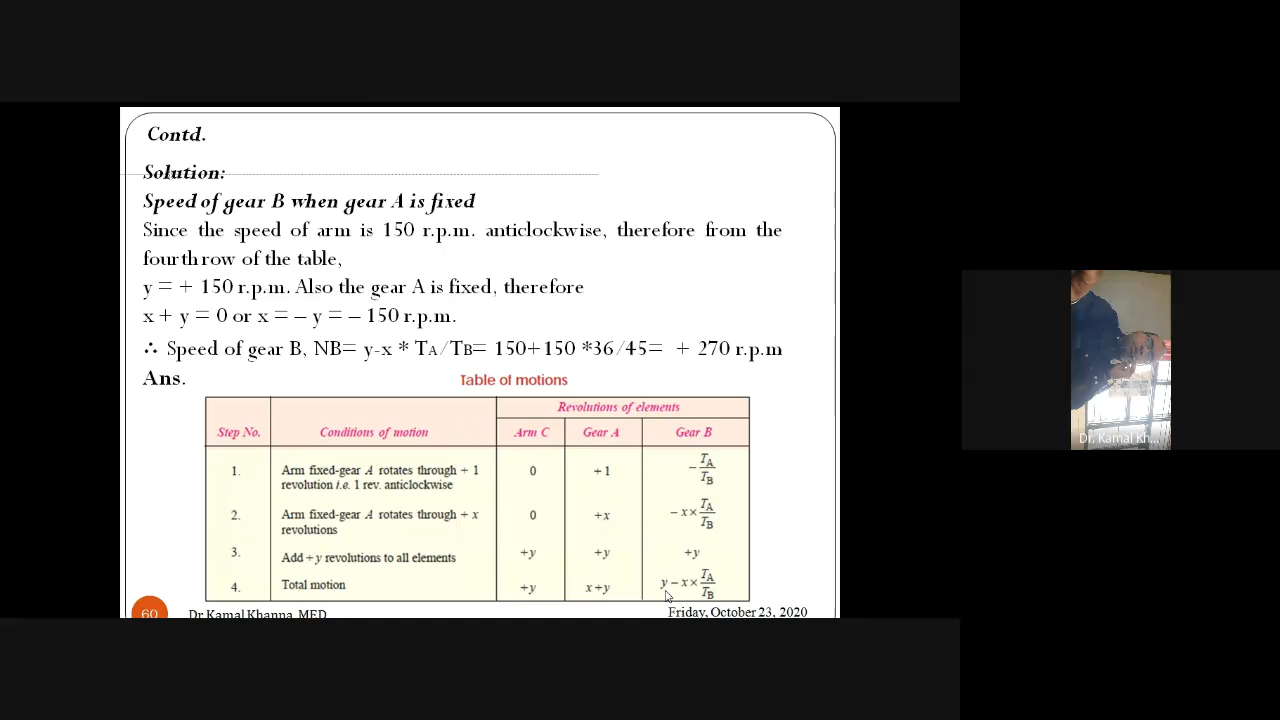 Contd.
Solution:
Speed of gear B when gear A is fixed
Since the speed of arm is 150 r.p.m. anticlockwise, therefore from the
fourth row of the table,
y = + 150 r.p.m. Also the gear A is fixed, therefore
x + y = 0 or x = – y = – 150 r.p.m.
∴ Speed of gear B, NB= y-x * TA/TB= 150+150 *36/45= + 270 r.p.m
Ans.
Table of motions
Revolutions of elements
Step No. Conditions of motion Arm C Gear A Gear B
1. Arm fixed-gear A rotates through + 1 revolution i.e. 1 rev. anticlockwise 0 +1 – TA/TB
2. Arm fixed-gear A rotates through + x revolutions 0 +x – x × TA/TB
3. Add + y revolutions to all elements +y +y +y
4. Total motion +y x+y y – x × TA/TB
60 Dr Kamal Khanna, MED Friday, October 23, 2020
Dr. Kamal Kh...